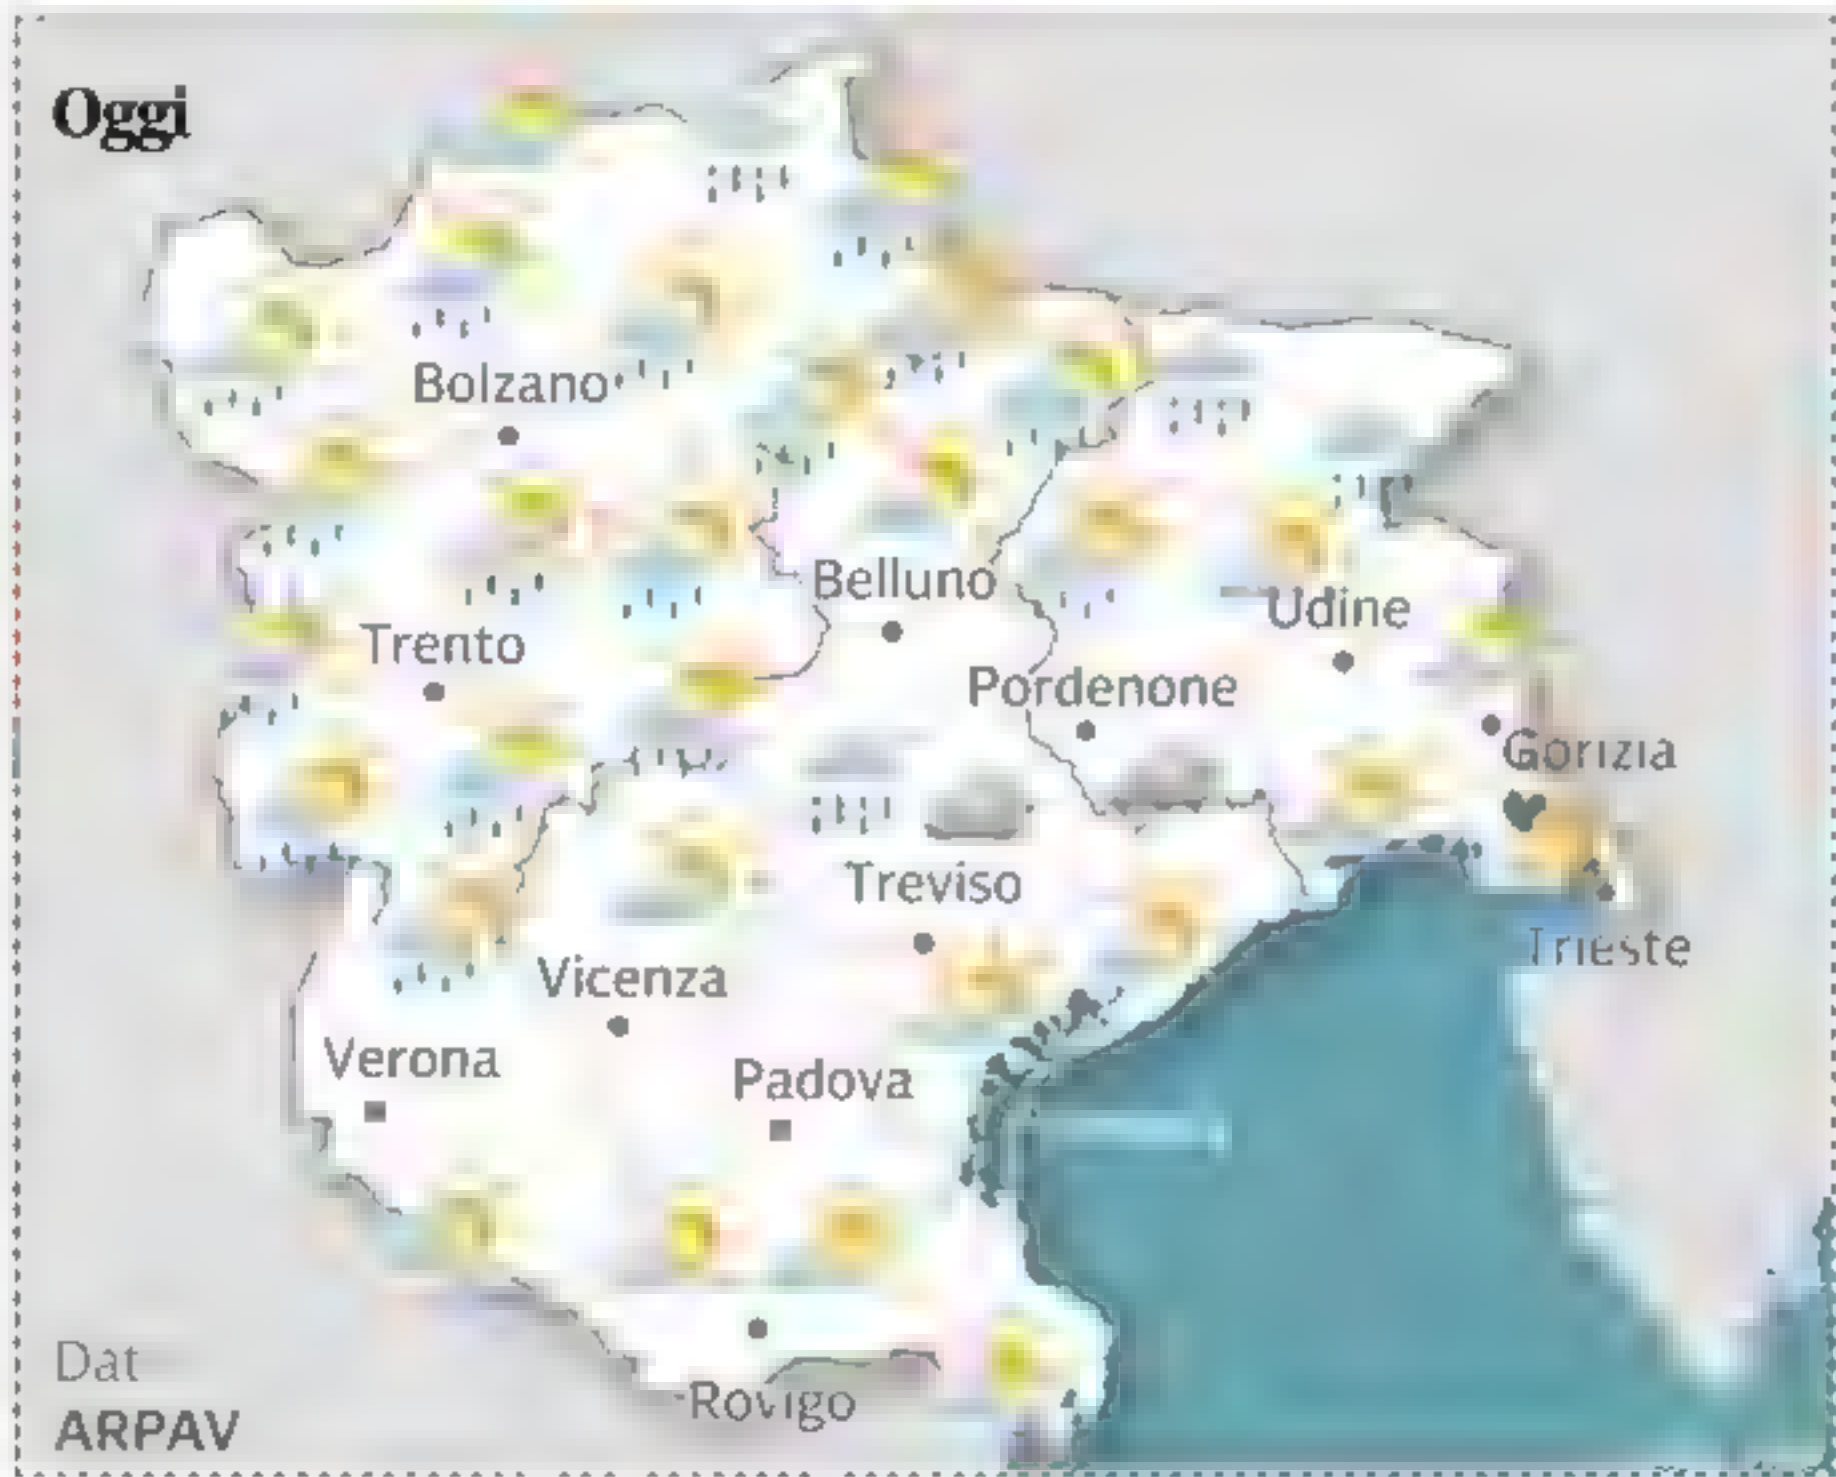 Oggi
Bolzano
Trento
Belluno
Udine
Pordenone
Gorizia
Treviso
Trieste
Vicenza
Verona
Padova
Rovigo
Dat
ARPAV